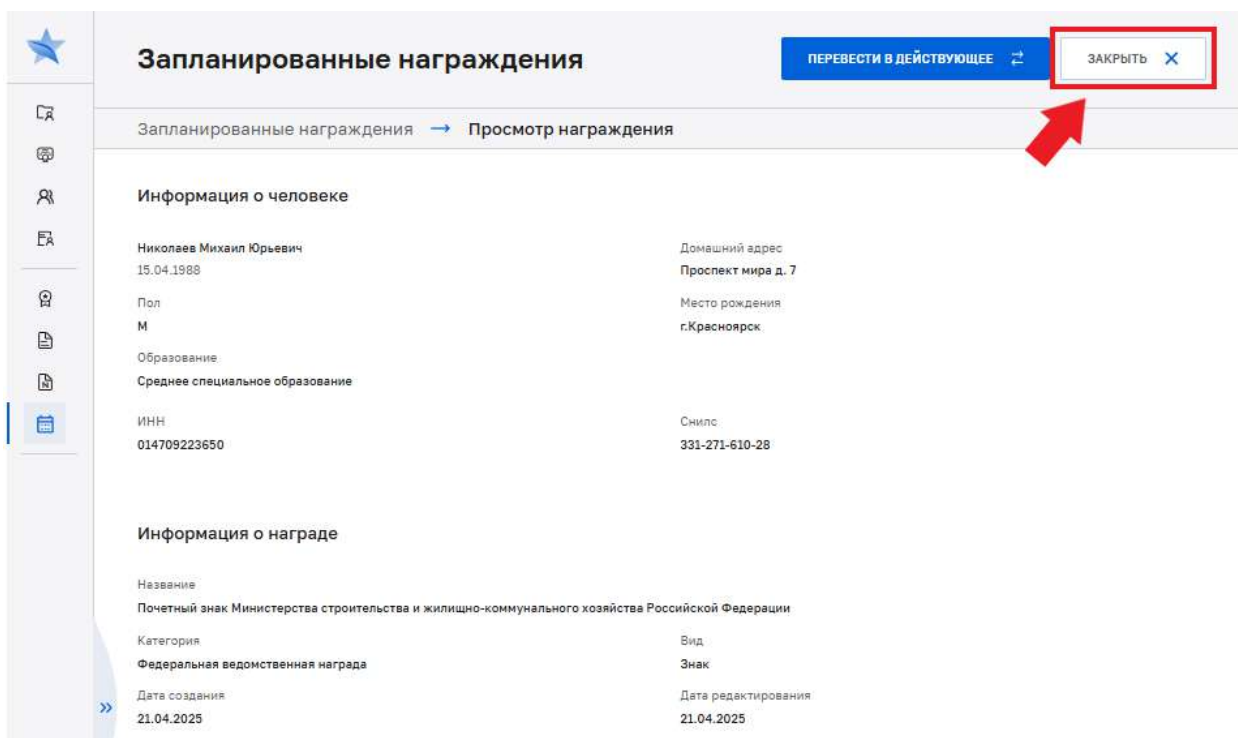 Запланированные награждения
ПЕРЕВЕСТИ В ДЕЙСТВУЮЩЕЕ
ЗАКРЫТЬ
Запланированные награждения → Просмотр награждения
Информация о человеке
Николаев Михаил Юрьевич
15.04.1988
Домашний адрес
Проспект мира д. 7
Пол
М
Место рождения
г.Красноярск
Образование
Среднее специальное образование
ИНН
014709223650
Снилс
331-271-610-28
Информация о награде
Название
Почетный знак Министерства строительства и жилищно-коммунального хозяйства Российской Федерации
Категория
Федеральная ведомственная награда
Вид
Знак
Дата создания
21.04.2025
Дата редактирования
21.04.2025